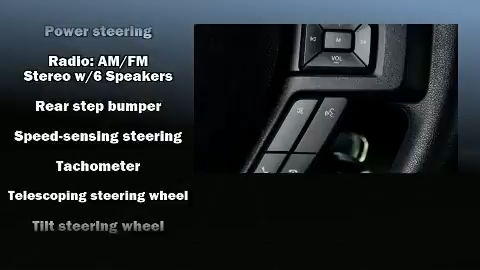 Power steering
Radio: AM/FM
Stereo w/6 Speakers
Rear step bumper
Speed-sensing steering
Tachometer
Telescoping steering wheel
Tilt steering wheel
M
VOL